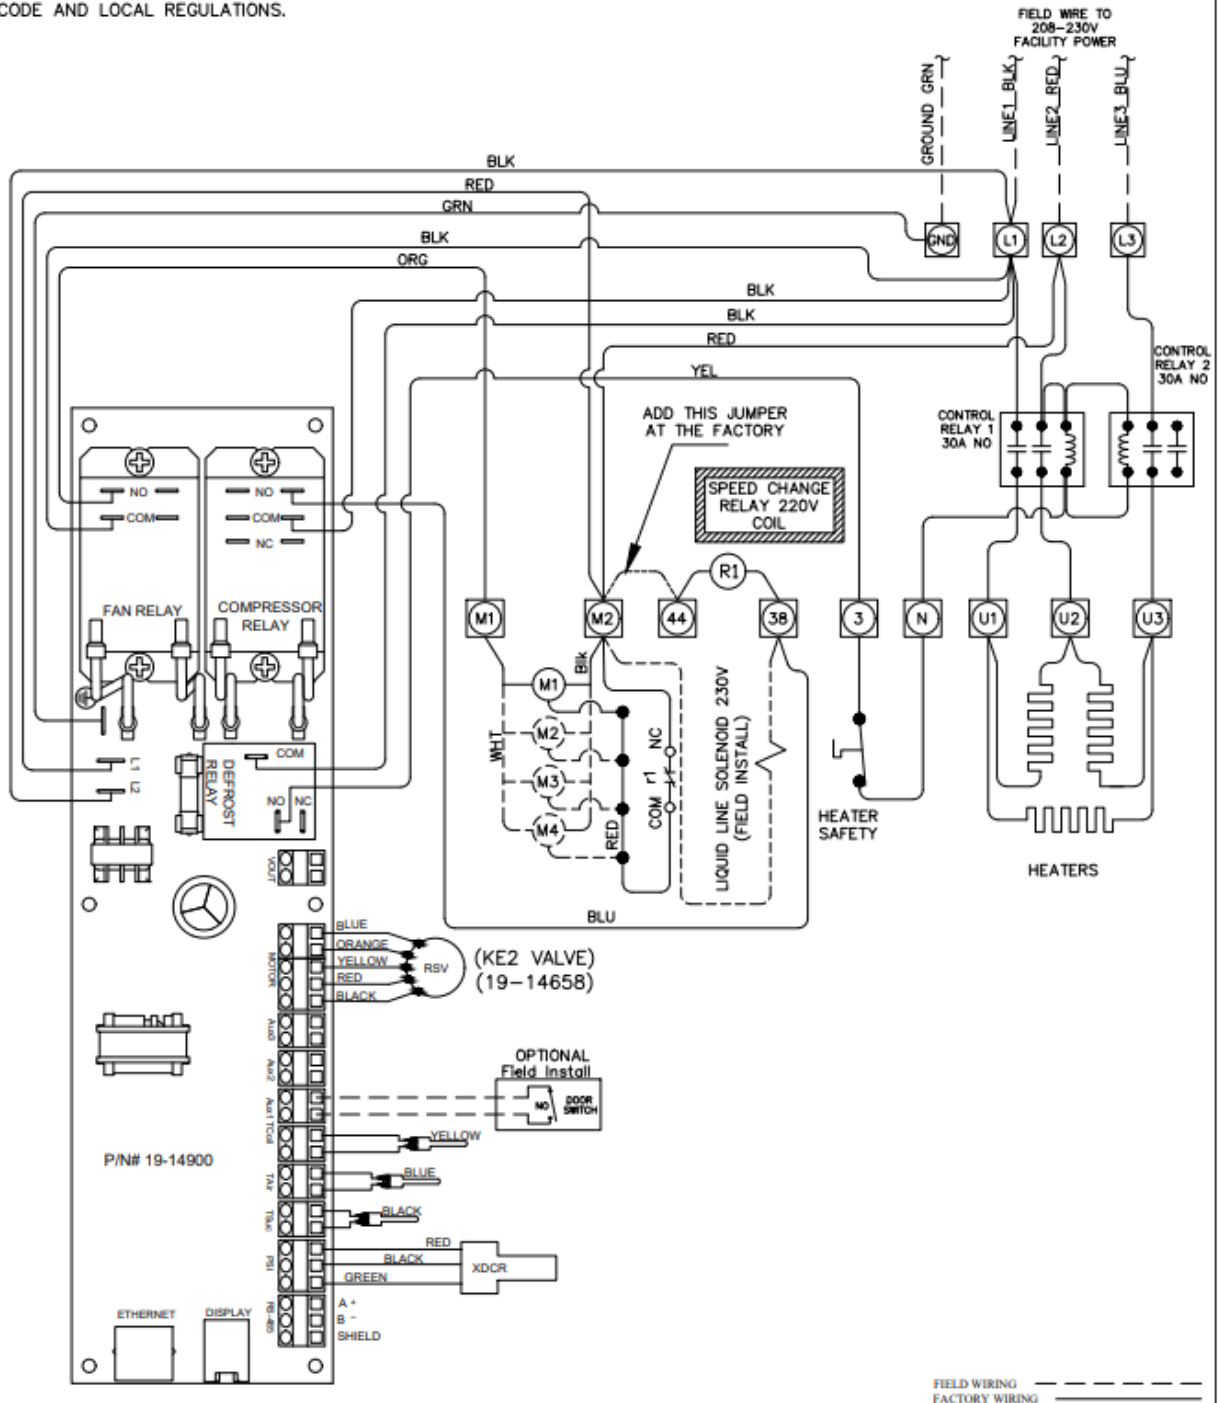 CODE AND LOCAL REGULATIONS.
FIELD WIRE TO
208-230V
FACILITY POWER
GROUND GRN
LINE1 BLK
LINE2 RED
LINE3 BLU
BLK
RED
GRN
BLK
ORG
GND
L1
L2
L3
BLK
BLK
RED
YEL
CONTROL
RELAY 2
30A NO
CONTROL
RELAY 1
30A NO
ADD THIS JUMPER
AT THE FACTORY
SPEED CHANGE
RELAY 220V
COIL
NO
COM
NO
COM
NC
FAN RELAY
COMPRESSOR
RELAY
R1
M1
M2
44
38
3
N
U1
U2
U3
Blk
WHT
M1
M2
M3
M4
RED
NC
r1
COM
LIQUID LINE SOLENOID 230V
(FIELD INSTALL)
HEATER
SAFETY
HEATERS
L1
L2
COM
DEFROST
RELAY
NO NC
VOUT
BLU
BLUE
ORANGE
YELLOW
RED
BLACK
MOTOR
RSV
(KE2 VALVE)
(19-14658)
Aux3
Aux2
Aux1
OPTIONAL
Field Install
NO
DOOR
SWITCH
TCoil
YELLOW
P/N# 19-14900
TAir
BLUE
TSuc
BLACK
PSI
RED
BLACK
GREEN
XDCR
RS-485
A +
B -
SHIELD
ETHERNET
DISPLAY
FIELD WIRING
FACTORY WIRING